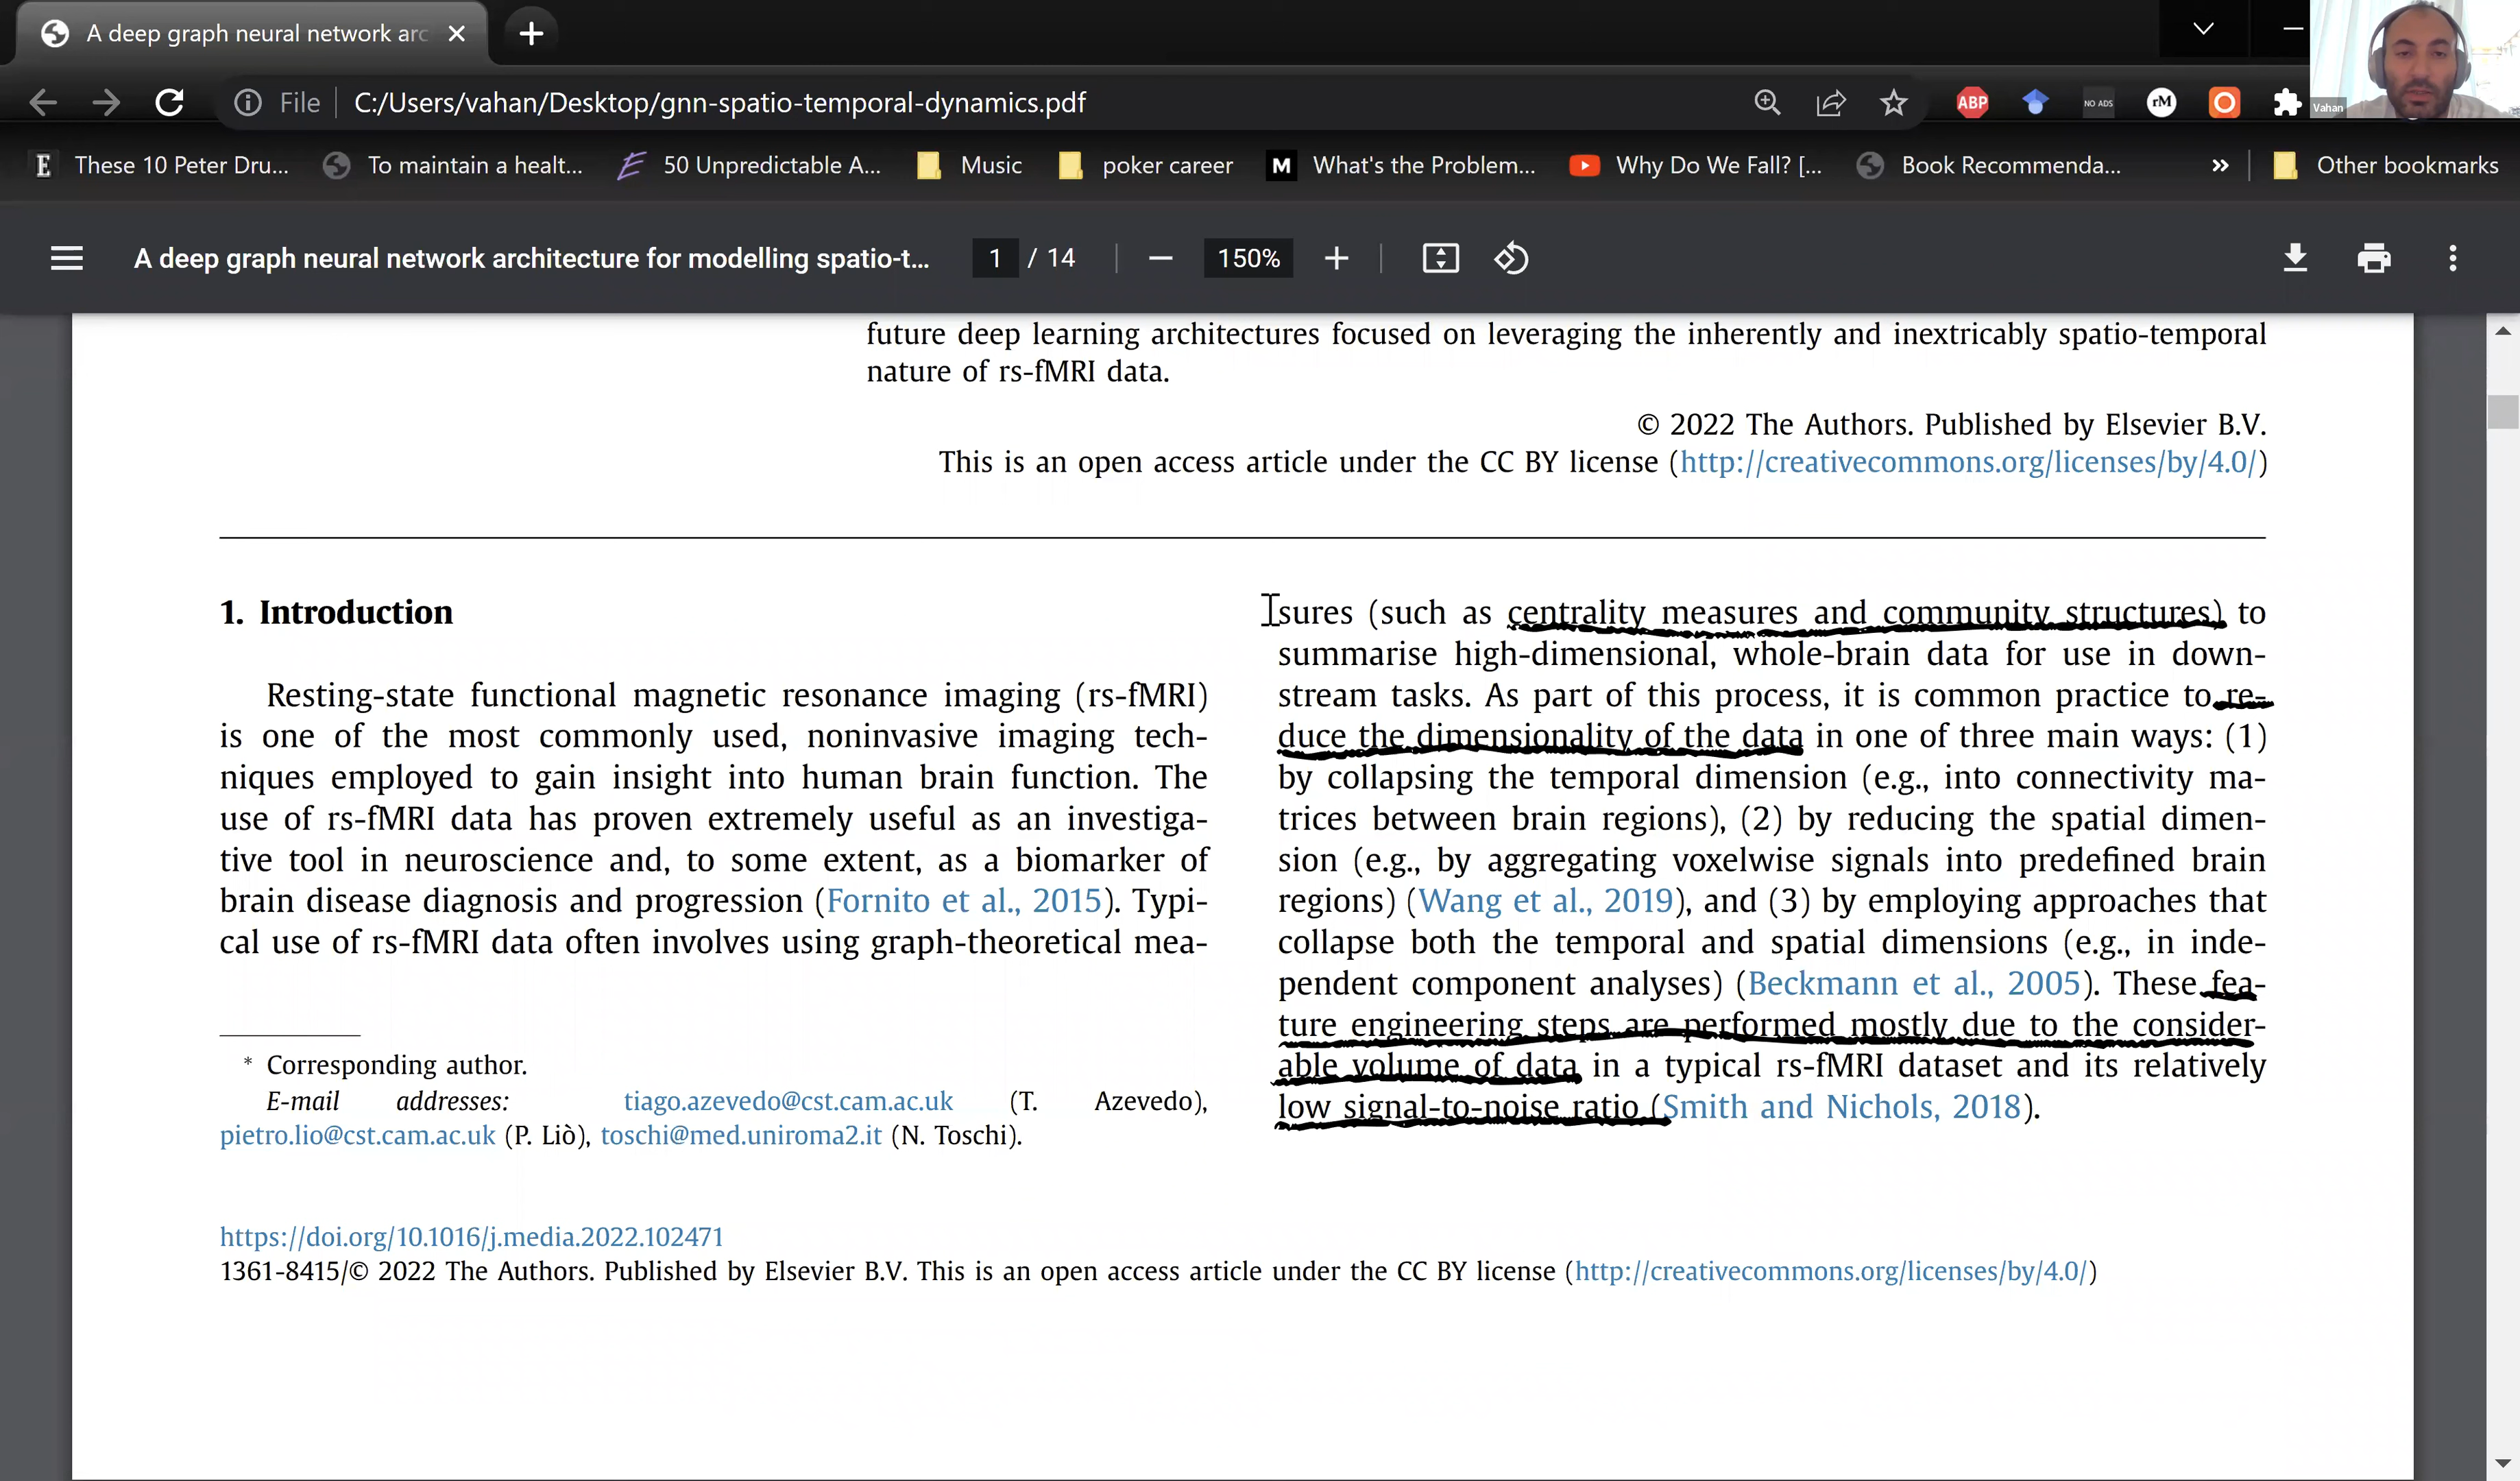 A deep graph neural network arc
File
C:/Users/vahan/Desktop/gnn-spatio-temporal-dynamics.pdf
ABP
NO ADS
rM
Vahan
E
These 10 Peter Dru...
To maintain a healt...
50 Unpredictable A...
Music
poker career
M
What's the Problem...
Why Do We Fall? [...
Book Recommenda...
»
Other bookmarks
A deep graph neural network architecture for modelling spatio-t...
1 / 14
150%
future deep learning architectures focused on leveraging the inherently and inextricably spatio-temporal
nature of rs-fMRI data.
© 2022 The Authors. Published by Elsevier B.V.
This is an open access article under the CC BY license (http://creativecommons.org/licenses/by/4.0/)
1. Introduction
Resting-state functional magnetic resonance imaging (rs-fMRI)
is one of the most commonly used, noninvasive imaging tech-
niques employed to gain insight into human brain function. The
use of rs-fMRI data has proven extremely useful as an investiga-
tive tool in neuroscience and, to some extent, as a biomarker of
brain disease diagnosis and progression (Fornito et al., 2015). Typi-
cal use of rs-fMRI data often involves using graph-theoretical mea-
* Corresponding author.
E-mail addresses: tiago.azevedo@cst.cam.ac.uk (T. Azevedo),
pietro.lio@cst.cam.ac.uk (P. Liò), toschi@med.uniroma2.it (N. Toschi).
sures (such as centrality measures and community structures) to
summarise high-dimensional, whole-brain data for use in down-
stream tasks. As part of this process, it is common practice to re-
duce the dimensionality of the data in one of three main ways: (1)
by collapsing the temporal dimension (e.g., into connectivity ma-
trices between brain regions), (2) by reducing the spatial dimen-
sion (e.g., by aggregating voxelwise signals into predefined brain
regions) (Wang et al., 2019), and (3) by employing approaches that
collapse both the temporal and spatial dimensions (e.g., in inde-
pendent component analyses) (Beckmann et al., 2005). These fea-
ture engineering steps are performed mostly due to the consider-
able volume of data in a typical rs-fMRI dataset and its relatively
low signal-to-noise ratio (Smith and Nichols, 2018).
https://doi.org/10.1016/j.media.2022.102471
1361-8415/© 2022 The Authors. Published by Elsevier B.V. This is an open access article under the CC BY license (http://creativecommons.org/licenses/by/4.0/)